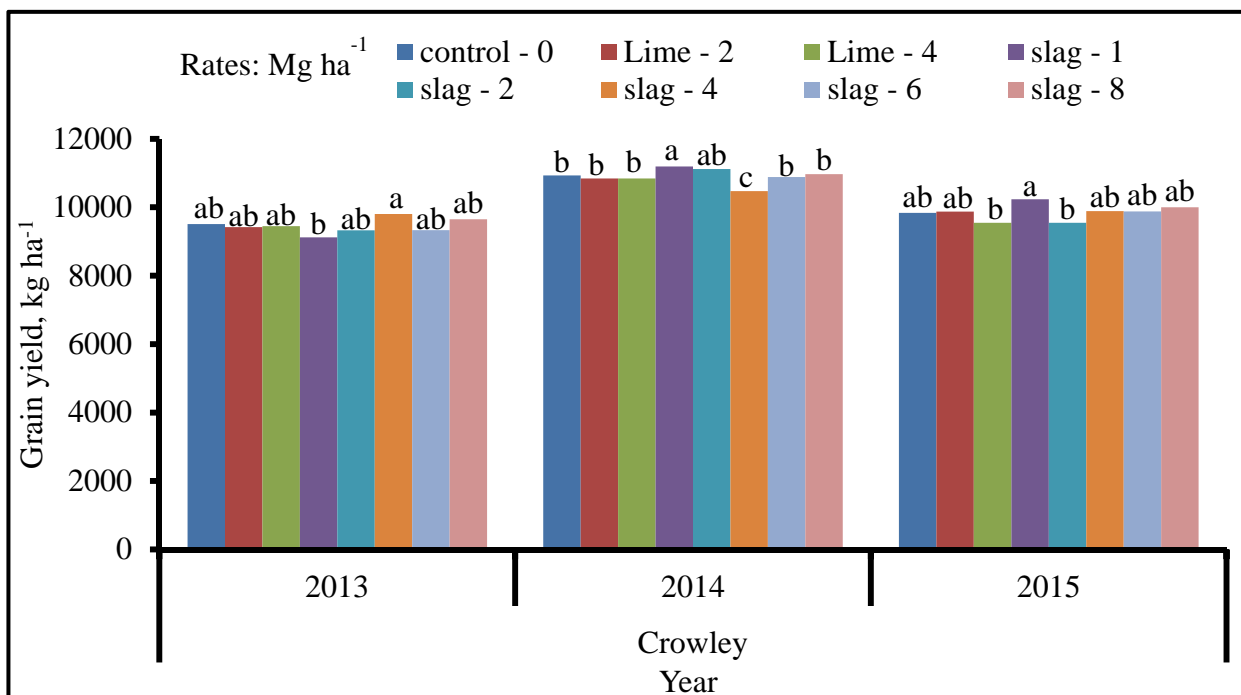 Rates: Mg ha-1
control - 0 Lime - 2 Lime - 4 slag - 1
slag - 2 slag - 4 slag - 6 slag - 8
Grain yield, kg ha-1
12000
10000
8000
6000
4000
2000
0
ab ab ab b ab a ab ab
b b b a ab c b b
ab ab b a b ab ab ab
2013 2014 2015
Crowley
Year